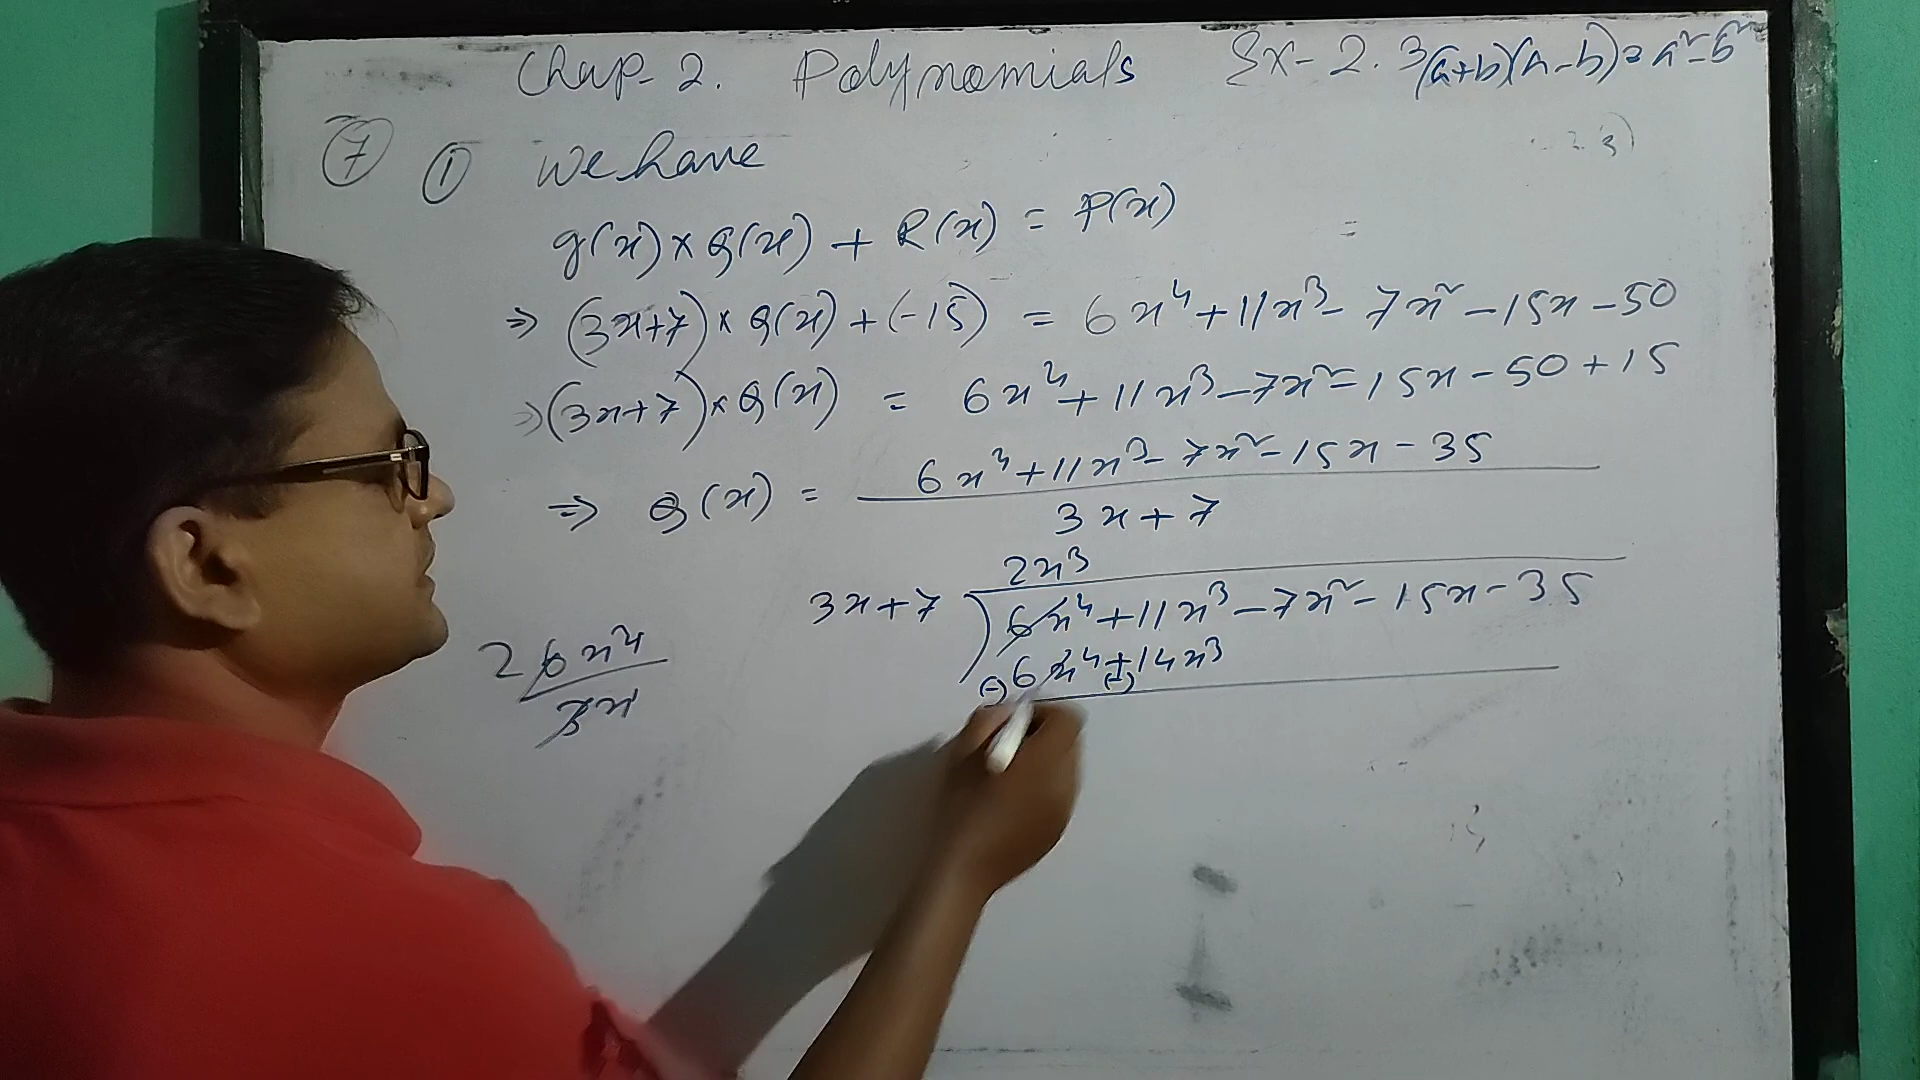 Chap-2. Polynomials Ex-2.3 (a+b)(a-b)=a²-b²
⑦ ① We have
g(x)×Q(x)+R(x)=P(x)
⇒ (3x+7)×Q(x)+(-15) = 6x⁴+11x³-7x²-15x-50
⇒ (3x+7)×Q(x) = 6x⁴+11x³-7x²-15x-50+15
6x⁴+11x³-7x²-15x-35
⇒ Q(x) =
3x+7
2x³
3x+7 ) 6x⁴+11x³-7x²-15x-35
(-) 6x⁴+14x³
(-)
2 6x⁴
3x